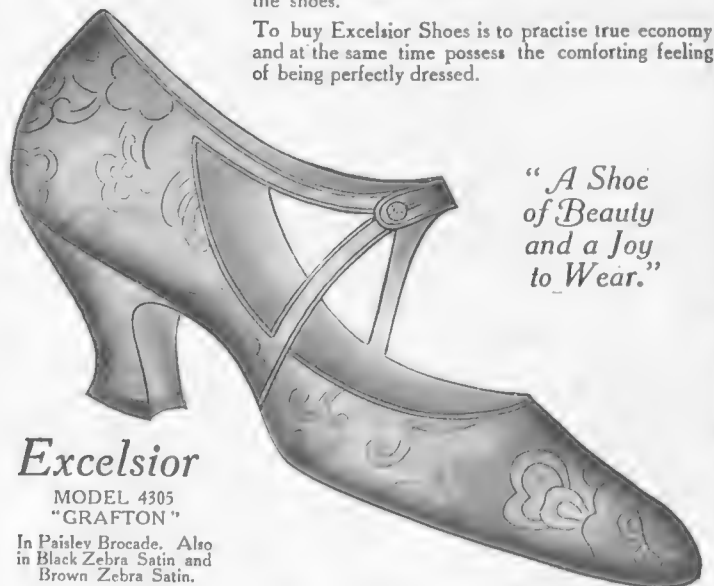 the shoes.
To buy Excelsior Shoes is to practise true economy
and at the same time possess the comforting feeling
of being perfectly dressed.
"A Shoe
of Beauty
and a Joy
to Wear."
Excelsior
MODEL 4305
"GRAFTON"
In Paisley Brocade. Also
in Black Zebra Satin and
Brown Zebra Satin.